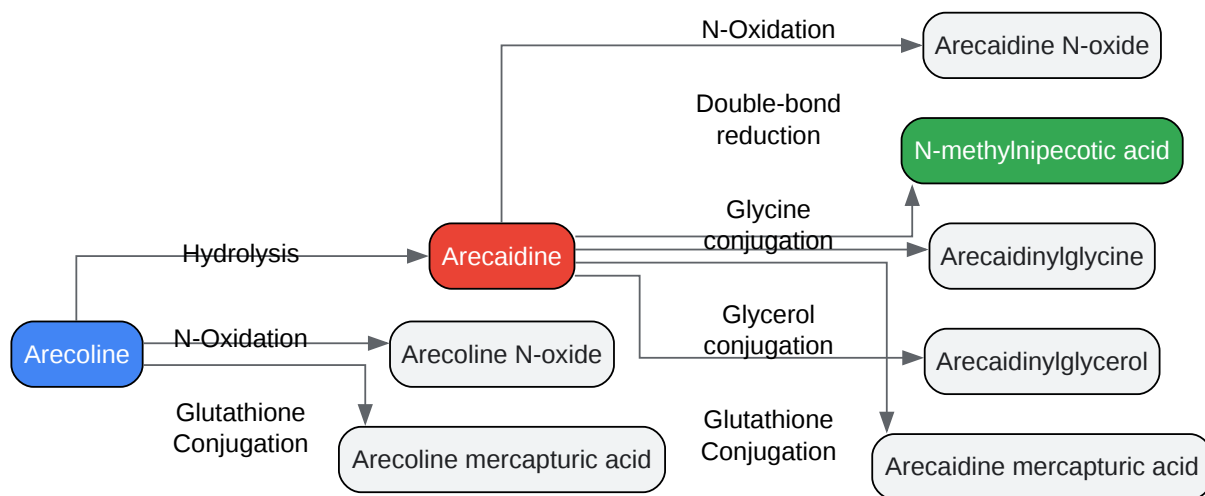 N-Oxidation
Arecaidine N-oxide
Double-bond
reduction
N-methylnipecotic acid
Glycine
conjugation
Hydrolysis
Arecaidine
Arecaidinylglycine
Glycerol
conjugation
Arecoline
N-Oxidation
Arecoline N-oxide
Arecaidinylglycerol
Glutathione
Conjugation
Arecoline mercapturic acid
Glutathione
Conjugation
Arecaidine mercapturic acid